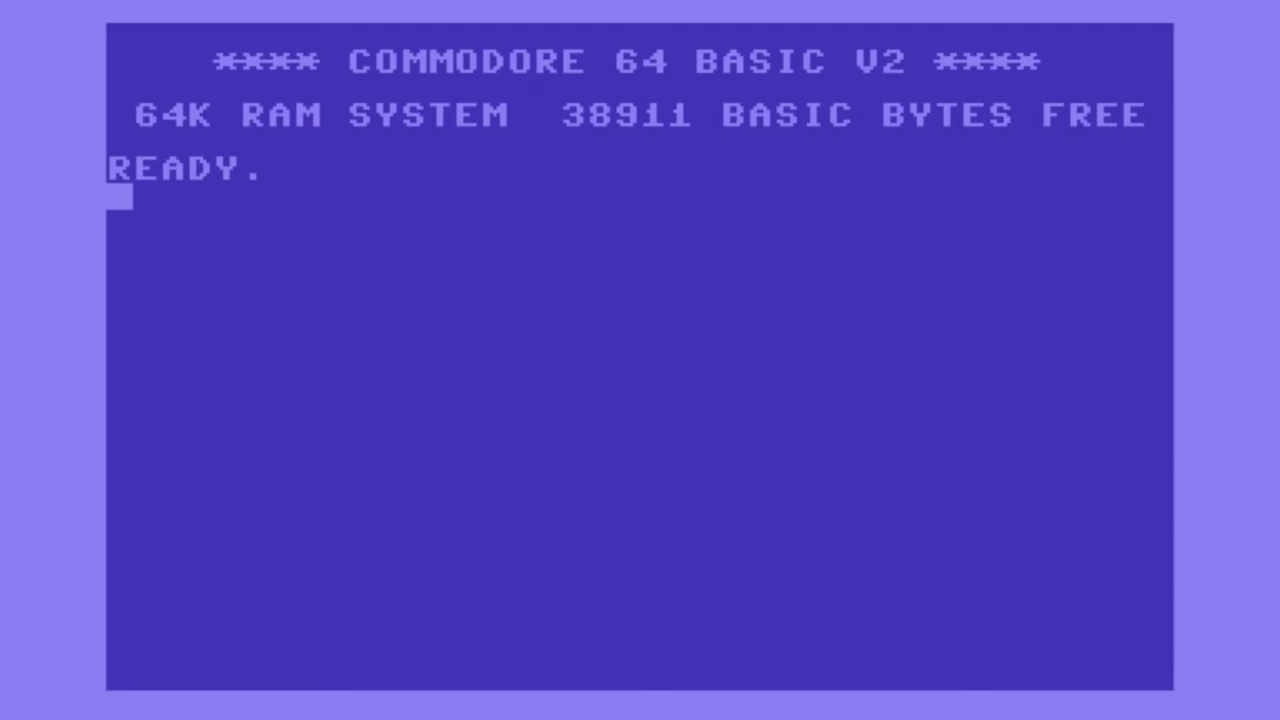 **** COMMODORE 64 BASIC V2 ****
64K RAM SYSTEM  38911 BASIC BYTES FREE
READY.